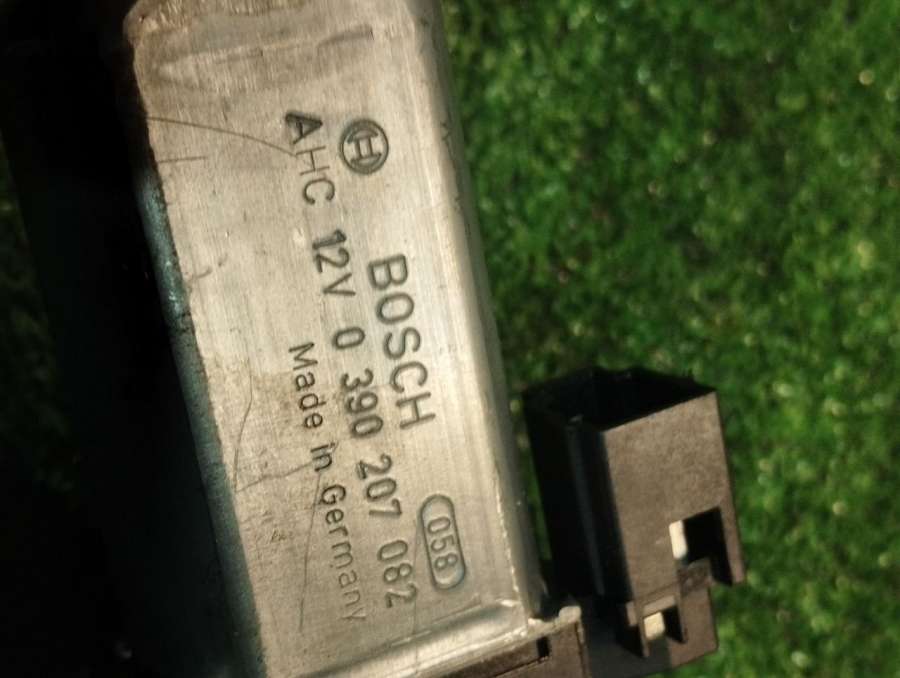 BOSCH
AHC 12V 0 390 207 082
Made in Germany
058